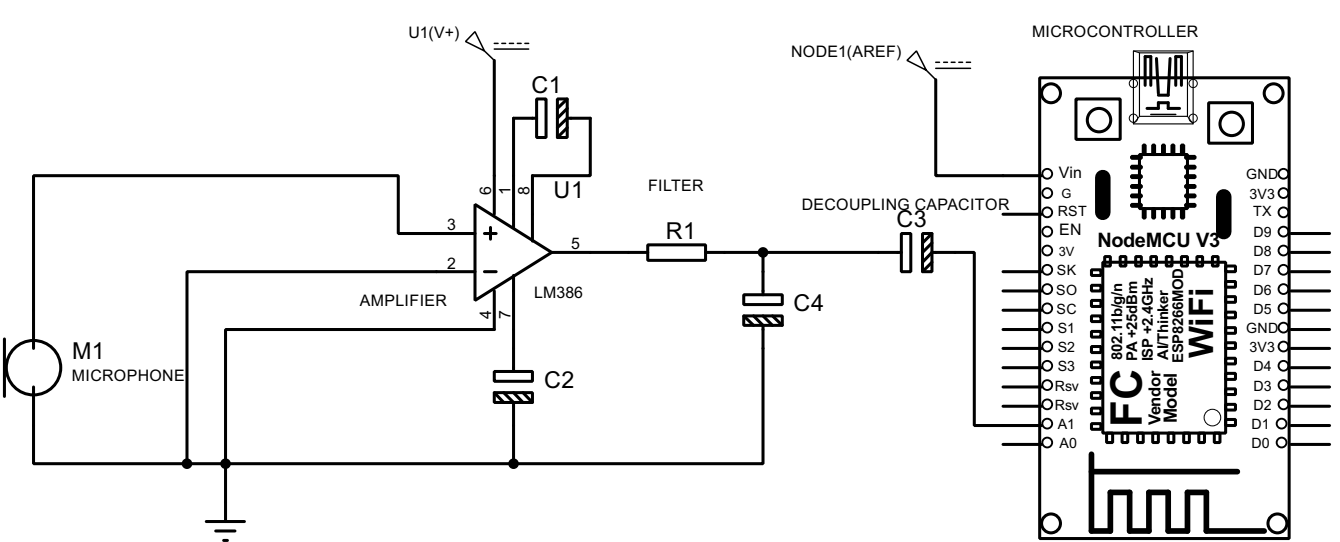 U1(V+)
C1
6
1
8
U1
3
+
2
−
5
4
7
LM386
AMPLIFIER
C2
M1
MICROPHONE
FILTER
R1
C4
DECOUPLING CAPACITOR
C3
NODE1(AREF)
MICROCONTROLLER
Vin
G
RST
EN
3V
SK
SO
SC
S1
S2
S3
Rsv
Rsv
A1
A0
GND
3V3
TX
D9
D8
D7
D6
D5
GND
3V3
D4
D3
D2
D1
D0
NodeMCU V3
FC
Vendor
Model
802.11b/g/n
PA +25dBm
ISP +2.4GHz
AI/Thinker
ESP8266MOD
WiFi